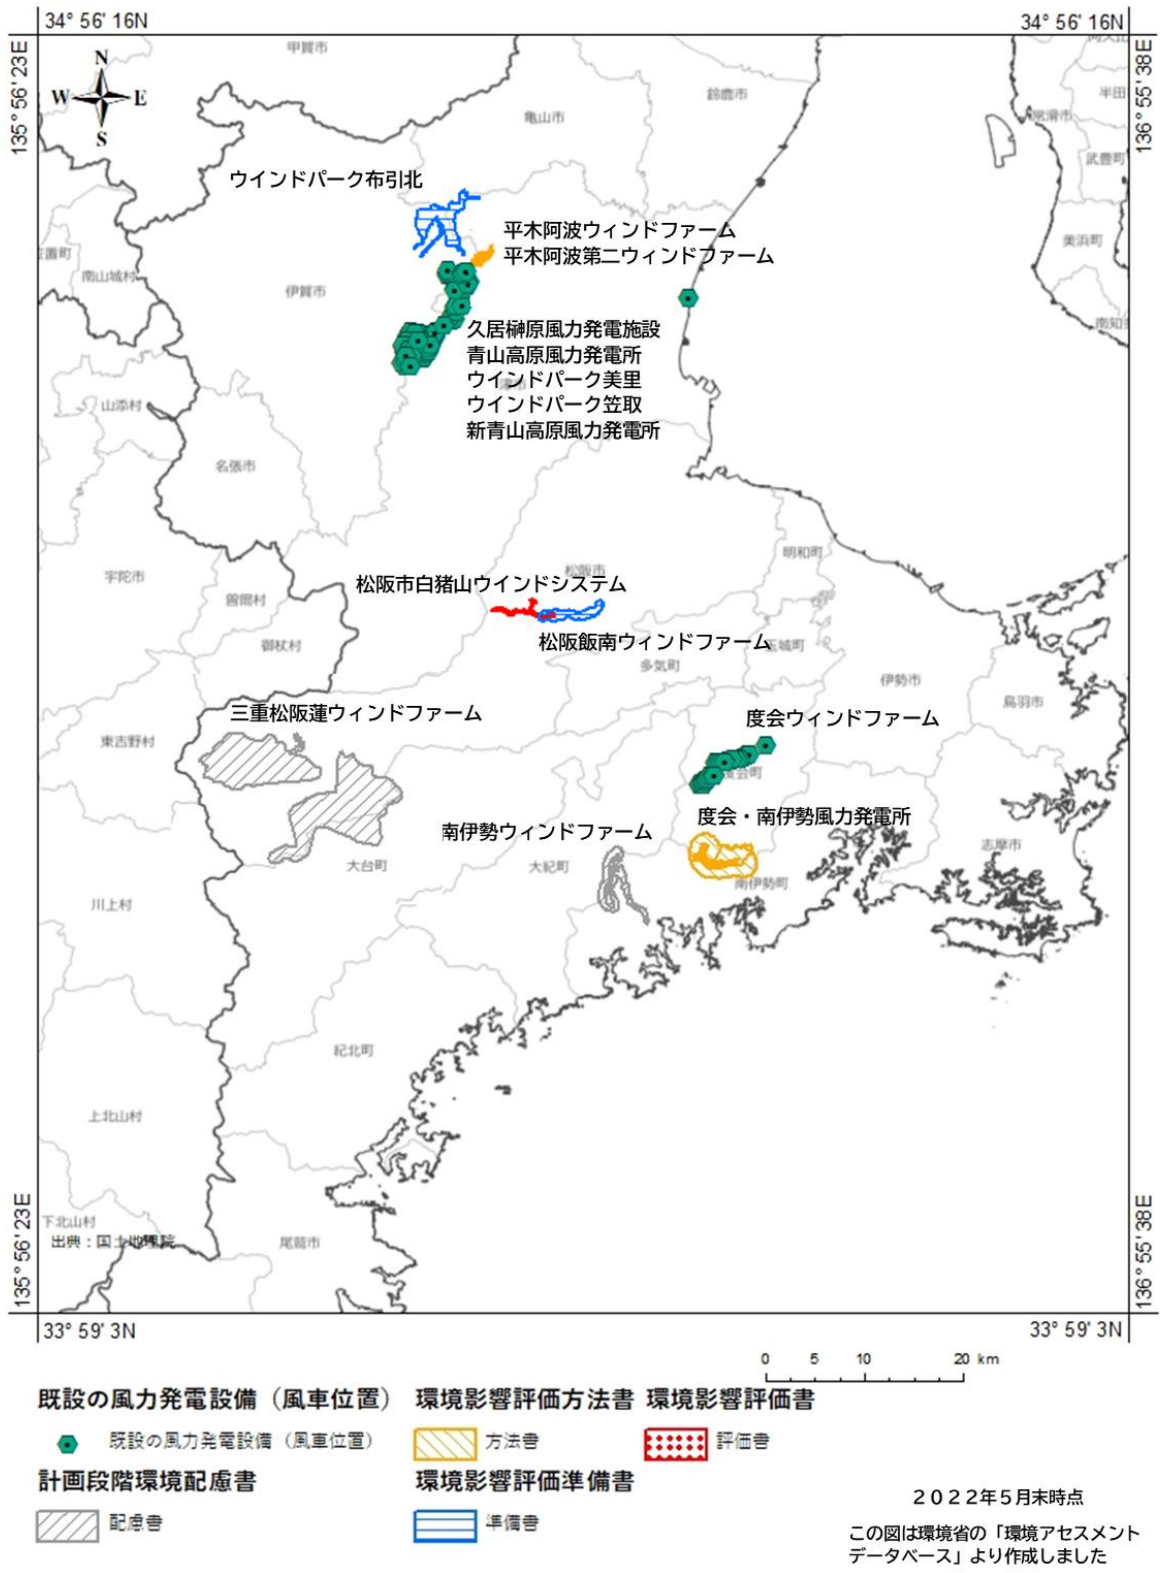 34° 56' 16N
34° 56' 16N
135° 56' 23E
136° 55' 38E
N
W
E
S
甲賀市
亀山市
鈴鹿市
半田
常滑市
武豊町
美浜町
南知
ウインドパーク布引北
平木阿波ウィンドファーム
平木阿波第二ウィンドファーム
置町
南山城村
伊賀市
久居榊原風力発電施設
青山高原風力発電所
ウインドパーク美里
ウインドパーク笠取
新青山高原風力発電所
山添村
名張市
宇陀市
曽爾村
御杖村
松阪市
明和町
松阪市白猪山ウインドシステム
松阪飯南ウィンドファーム
多気町
玉城町
伊勢市
鳥羽市
三重松阪蓮ウィンドファーム
度会ウィンドファーム
東吉野村
度会町
度会・南伊勢風力発電所
南伊勢ウィンドファーム
大台町
大紀町
南伊勢町
志摩市
川上村
紀北町
上北山村
下北山村
尾鷲市
出典：国土地理院
135° 56' 23E
136° 55' 38E
33° 59' 3N
33° 59' 3N
0 5 10 20 km
既設の風力発電設備（風車位置）
既設の風力発電設備（風車位置）
計画段階環境配慮書
配慮書
環境影響評価方法書
方法書
環境影響評価準備書
準備書
環境影響評価書
評価書
２０２２年５月末時点
この図は環境省の「環境アセスメント
データベース」より作成しました